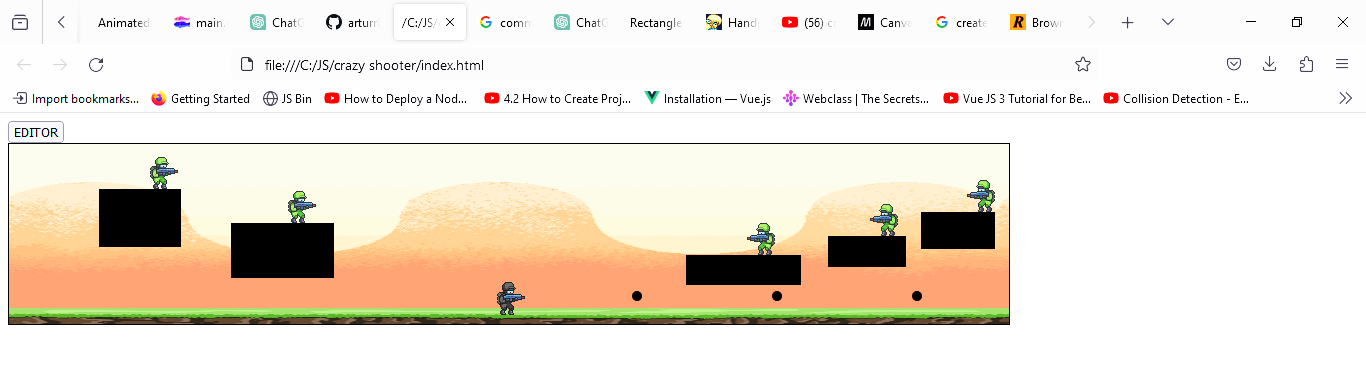 Animated main. ChatG arturr /C:/JS/c comm ChatG Rectangle Handp (56) c Canva create Brown
file:///C:/JS/crazy shooter/index.html
Import bookmarks... Getting Started JS Bin How to Deploy a Nod... 4.2 How to Create Proj... Installation — Vue.js Webclass | The Secrets... Vue JS 3 Tutorial for Be... Collision Detection - E...
EDITOR